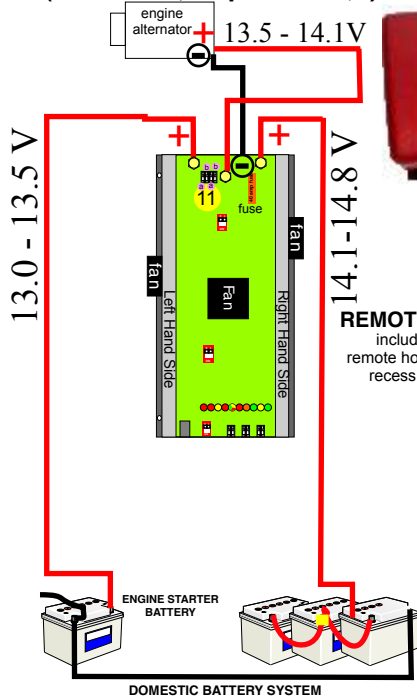 engine
alternator
+
13.5 - 14.1V
+
+
13.0 - 13.5 V
14.1-14.8 V
b b
a a
11
fuse
fan
fan
Fan
Left Hand Side
Right Hand Side
REMOT
includ
remote ho
recess
ENGINE STARTER
BATTERY
DOMESTIC BATTERY SYSTEM